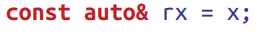 const auto& rx = x;